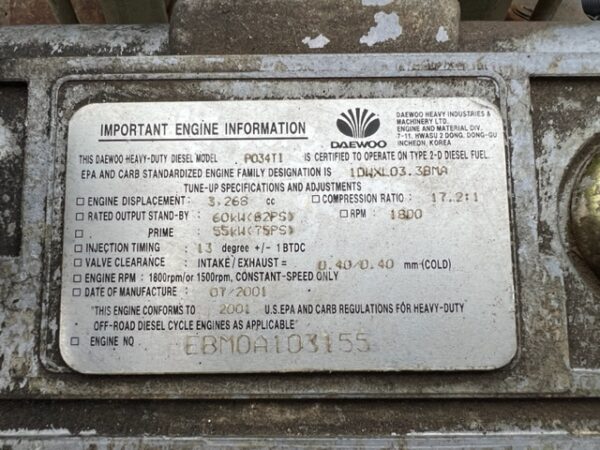 IMPORTANT ENGINE INFORMATION
DAEWOO
DAEWOO HEAVY INDUSTRIES &
MACHINERY LTD.
ENGINE AND MATERIAL DIV.
7-11, HWASU 2 DONG, DONG-GU
INCHEON, KOREA
THIS DAEWOO HEAVY-DUTY DIESEL MODEL PO34TI IS CERTIFIED TO OPERATE ON TYPE 2-D DIESEL FUEL.
EPA AND CARB STANDARDIZED ENGINE FAMILY DESIGNATION IS 1DWXL03.3BMA
TUNE-UP SPECIFICATIONS AND ADJUSTMENTS
ENGINE DISPLACEMENT: 3,268 cc COMPRESSION RATIO : 17.2:1
RATED OUTPUT STAND-BY: 60kW(82PS) RPM : 1800
PRIME : 55kW(75PS)
INJECTION TIMING : 13 degree +/- 1 BTDC
VALVE CLEARANCE : INTAKE/EXHAUST = 0.40/0.40 mm (COLD)
ENGINE RPM : 1800rpm/or 1500rpm, CONSTANT-SPEED ONLY
DATE OF MANUFACTURE : 07/2001
"THIS ENGINE CONFORMS TO 2001 U.S.EPA AND CARB REGULATIONS FOR HEAVY-DUTY
OFF-ROAD DIESEL CYCLE ENGINES AS APPLICABLE"
ENGINE NO EBMOA103155